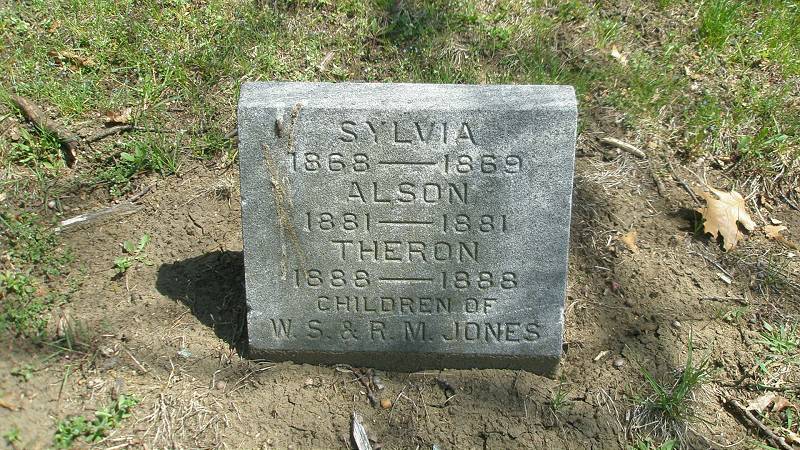 SYLVIA
1868 — 1869
ALSON
1881 — 1881
THERON
1888 — 1888
CHILDREN OF
W. S. & R. M. JONES